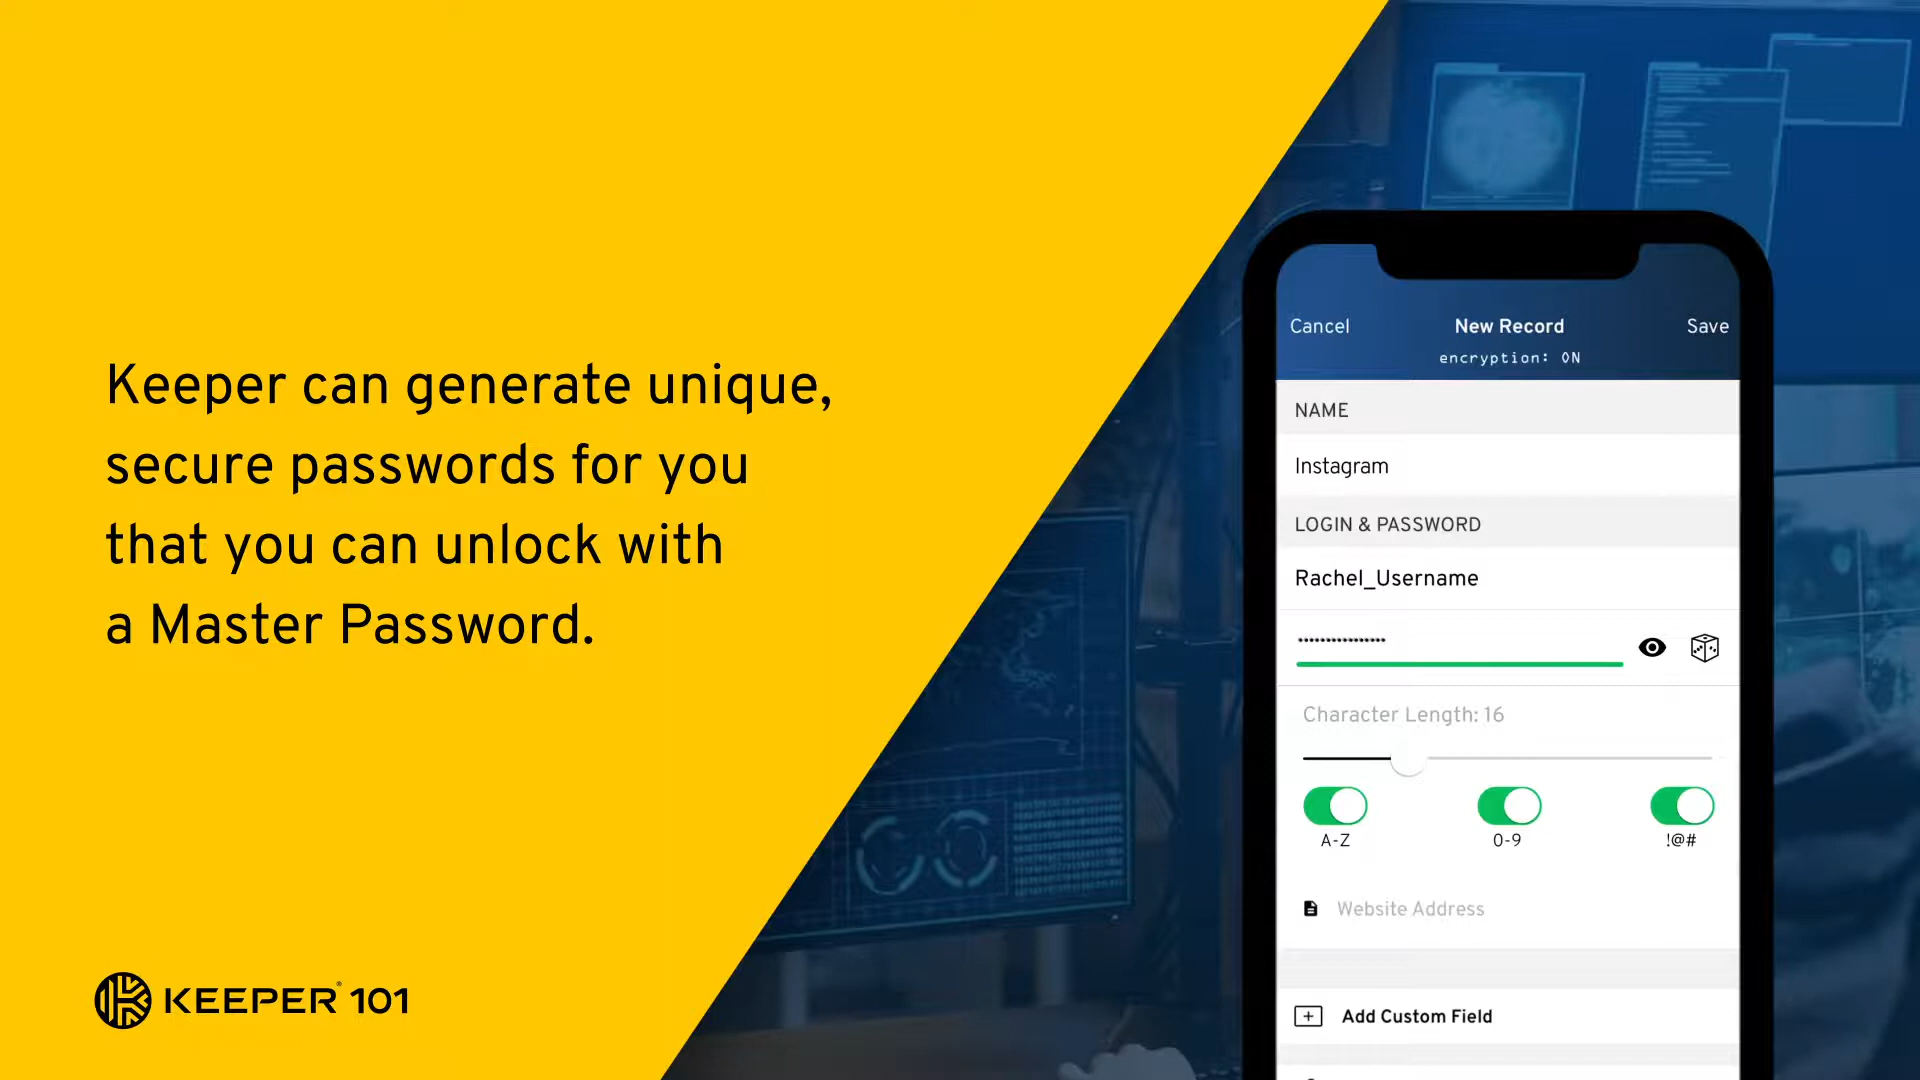 Keeper can generate unique,
secure passwords for you
that you can unlock with
a Master Password.
KEEPER® 101
Cancel
New Record
Save
encryption: ON
NAME
Instagram
LOGIN & PASSWORD
Rachel_Username
••••••••••••••••
Character Length: 16
A-Z
0-9
!@#
Website Address
Add Custom Field